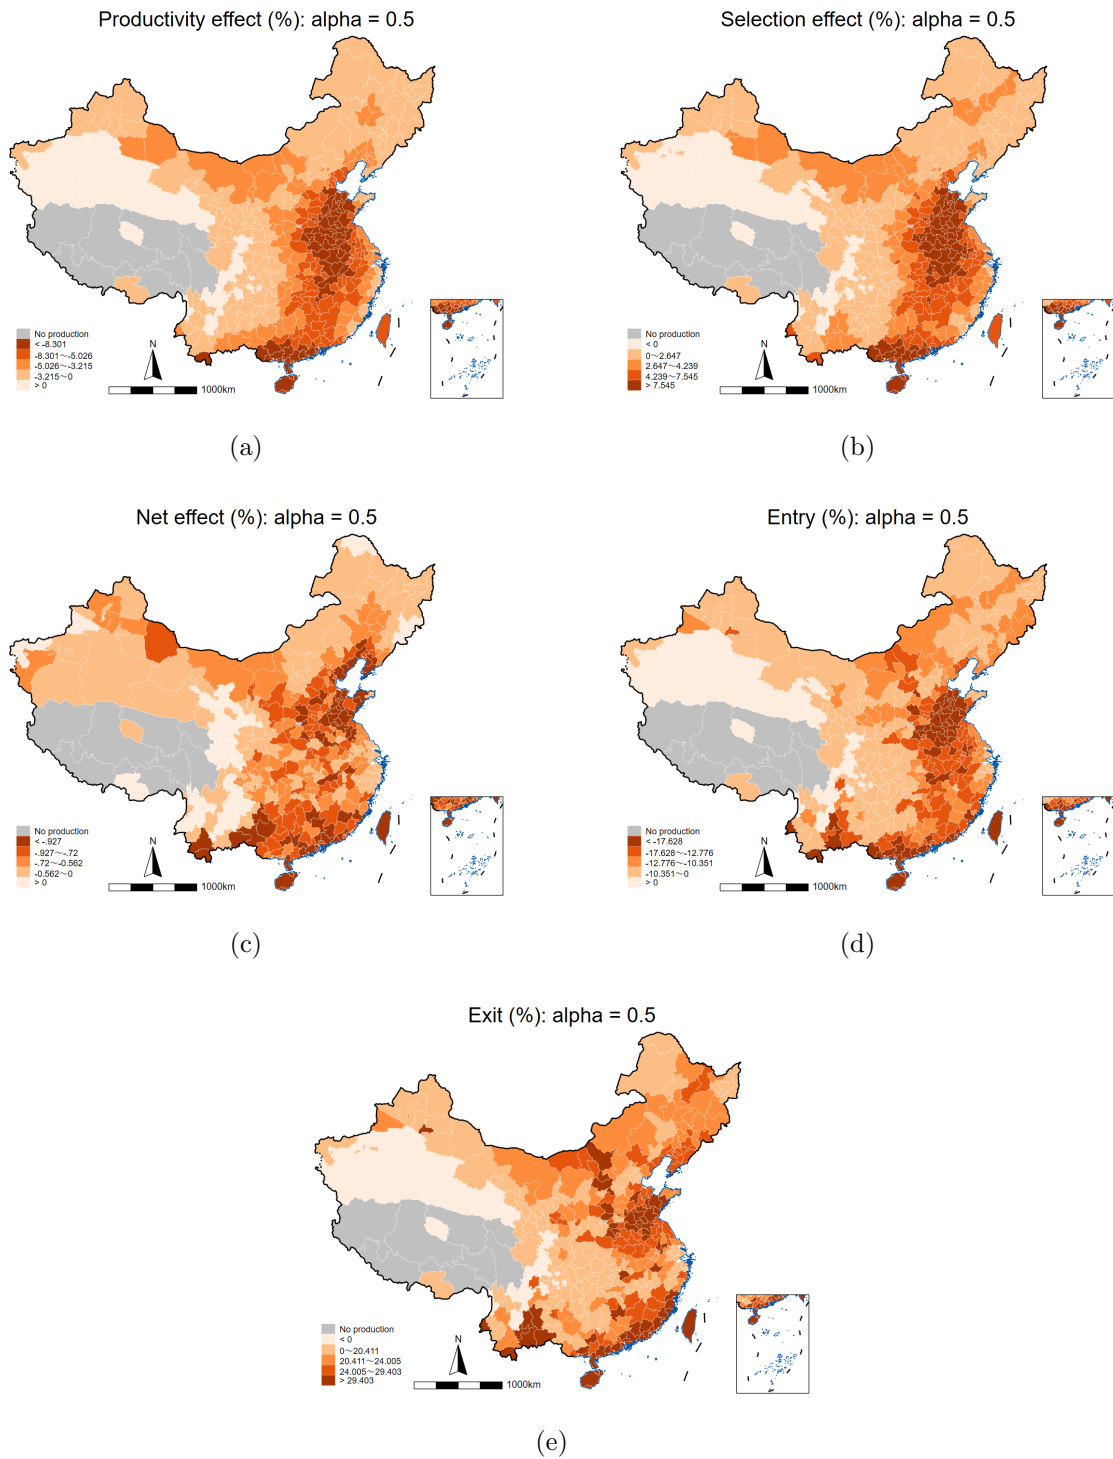 Productivity effect (%): alpha = 0.5
N
No production
< -8.301
-8.301～-5.026
-5.026～-3.215
-3.215～0
> 0
1000km
(a)
Selection effect (%): alpha = 0.5
N
No production
< 0
0～2.647
2.647～4.239
4.239～7.545
> 7.545
1000km
(b)
Net effect (%): alpha = 0.5
N
No production
< -.927
-.927～-.72
-.72～-0.562
-0.562～0
> 0
1000km
(c)
Entry (%): alpha = 0.5
N
No production
< -17.628
-17.628～-12.776
-12.776～-10.351
-10.351～0
> 0
1000km
(d)
Exit (%): alpha = 0.5
N
No production
< 0
0～20.411
20.411～24.005
24.005～29.403
> 29.403
1000km
(e)